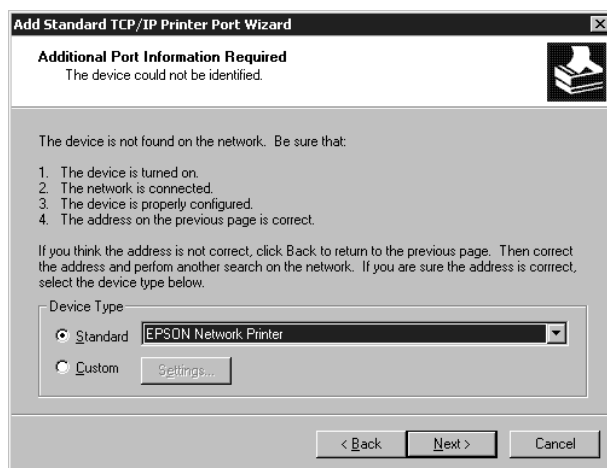 Add Standard TCP/IP Printer Port Wizard
Additional Port Information Required
The device could not be identified.
The device is not found on the network. Be sure that:
1. The device is turned on.
2. The network is connected.
3. The device is properly configured.
4. The address on the previous page is correct.
If you think the address is not correct, click Back to return to the previous page. Then correct
the address and perfom another search on the network. If you are sure the address is corrrect,
select the device type below.
Device Type
Standard EPSON Network Printer
Custom Settings...
< Back Next > Cancel